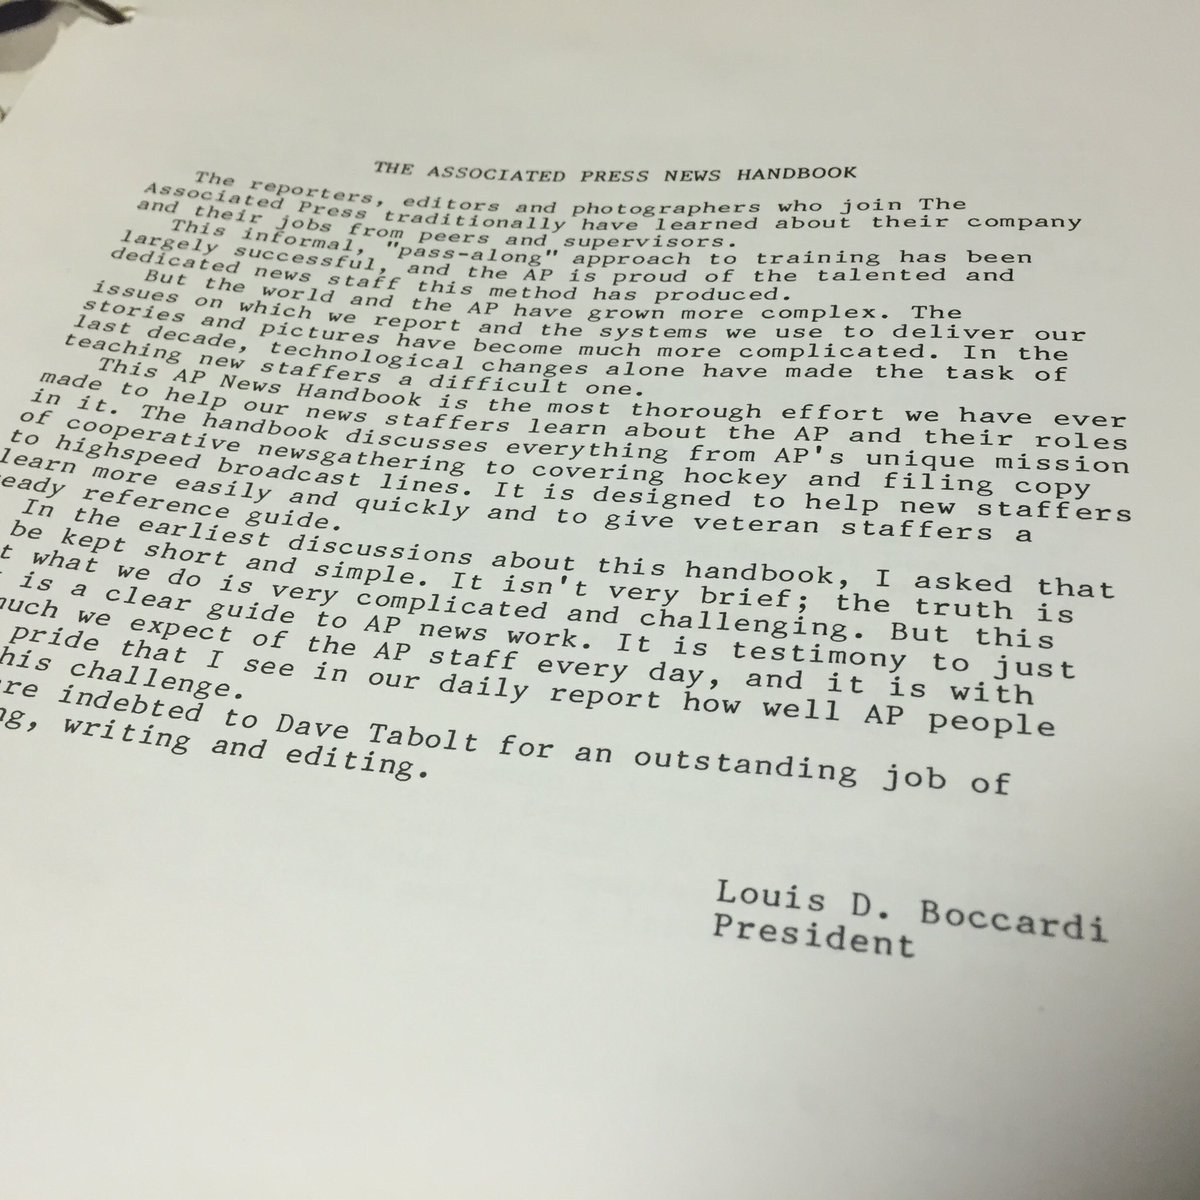 THE ASSOCIATED PRESS NEWS HANDBOOK
The reporters, editors and photographers who join The
Associated Press traditionally have learned about their company
and their jobs from peers and supervisors.
This informal, "pass-along" approach to training has been
largely successful, and the AP is proud of the talented and
dedicated news staff this method has produced.
But the world and the AP have grown more complex. The
issues on which we report and the systems we use to deliver our
stories and pictures have become much more complicated. In the
last decade, technological changes alone have made the task of
teaching new staffers a difficult one.
This AP News Handbook is the most thorough effort we have ever
made to help our news staffers learn about the AP and their roles
in it. The handbook discusses everything from AP's unique mission
of cooperative newsgathering to covering hockey and filing copy
to highspeed broadcast lines. It is designed to help new staffers
learn more easily and quickly and to give veteran staffers a
eady reference guide.
In the earliest discussions about this handbook, I asked that
be kept short and simple. It isn't very brief; the truth is
t what we do is very complicated and challenging. But this
is a clear guide to AP news work. It is testimony to just
much we expect of the AP staff every day, and it is with
pride that I see in our daily report how well AP people
his challenge.
re indebted to Dave Tabolt for an outstanding job of
ng, writing and editing.
Louis D. Boccardi
President